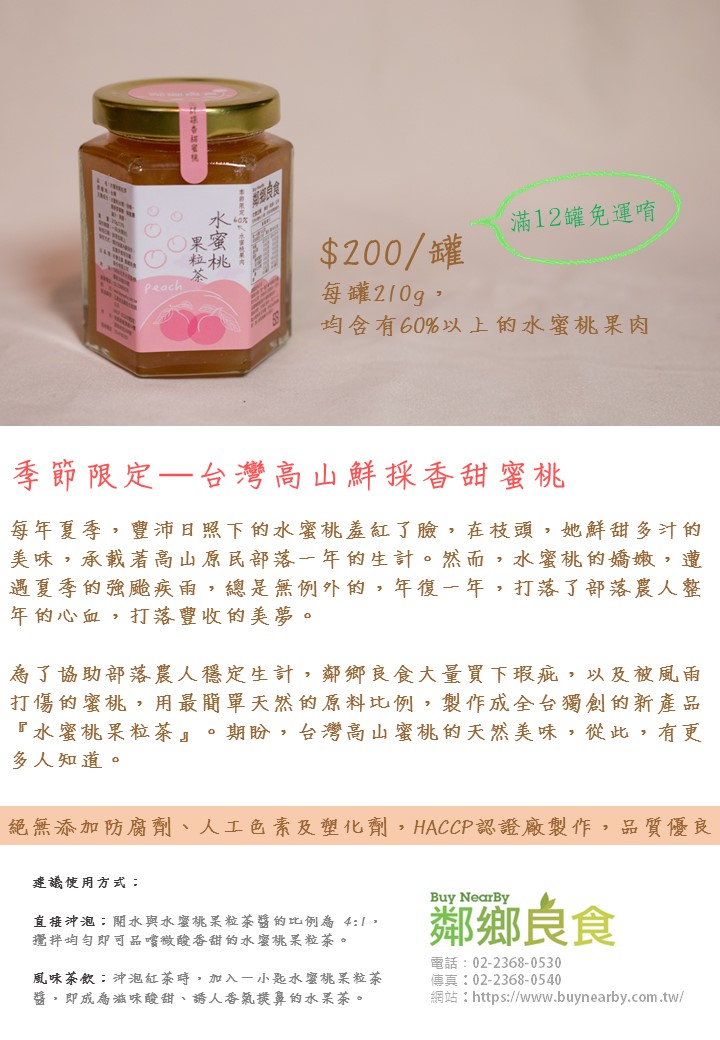 採香甜蜜桃
水蜜桃
果粒茶
Peach
鄰鄉良食
滿12罐免運唷
$200/罐
每罐210g，
均含有60%以上的水蜜桃果肉
季節限定—台灣高山鮮採香甜蜜桃
每年夏季，豐沛日照下的水蜜桃羞紅了臉，在枝頭，她鮮甜多汁的
美味，承載著高山原民部落一年的生計。然而，水蜜桃的嬌嫩，遭
遇夏季的強颱疾雨，總是無例外的，年復一年，打落了部落農人整
年的心血，打落豐收的美夢。
為了協助部落農人穩定生計，鄰鄉良食大量買下瑕疵，以及被風雨
打傷的蜜桃，用最簡單天然的原料比例，製作成全台獨創的新產品
『水蜜桃果粒茶』。期盼，台灣高山蜜桃的天然美味，從此，有更
多人知道。
絕無添加防腐劑、人工色素及塑化劑，HACCP認證廠製作，品質優良
建議使用方式：
直接沖泡：開水與水蜜桃果粒茶醬的比例為 4:1，
攪拌均勻即可品嚐微酸香甜的水蜜桃果粒茶。
風味茶飲：沖泡紅茶時，加入一小匙水蜜桃果粒茶
醬，即成為滋味酸甜、誘人香氣撲鼻的水果茶。
Buy NearBy
鄰鄉良食
電話：02-2368-0530
傳真：02-2368-0540
網站：https://www.buynearby.com.tw/